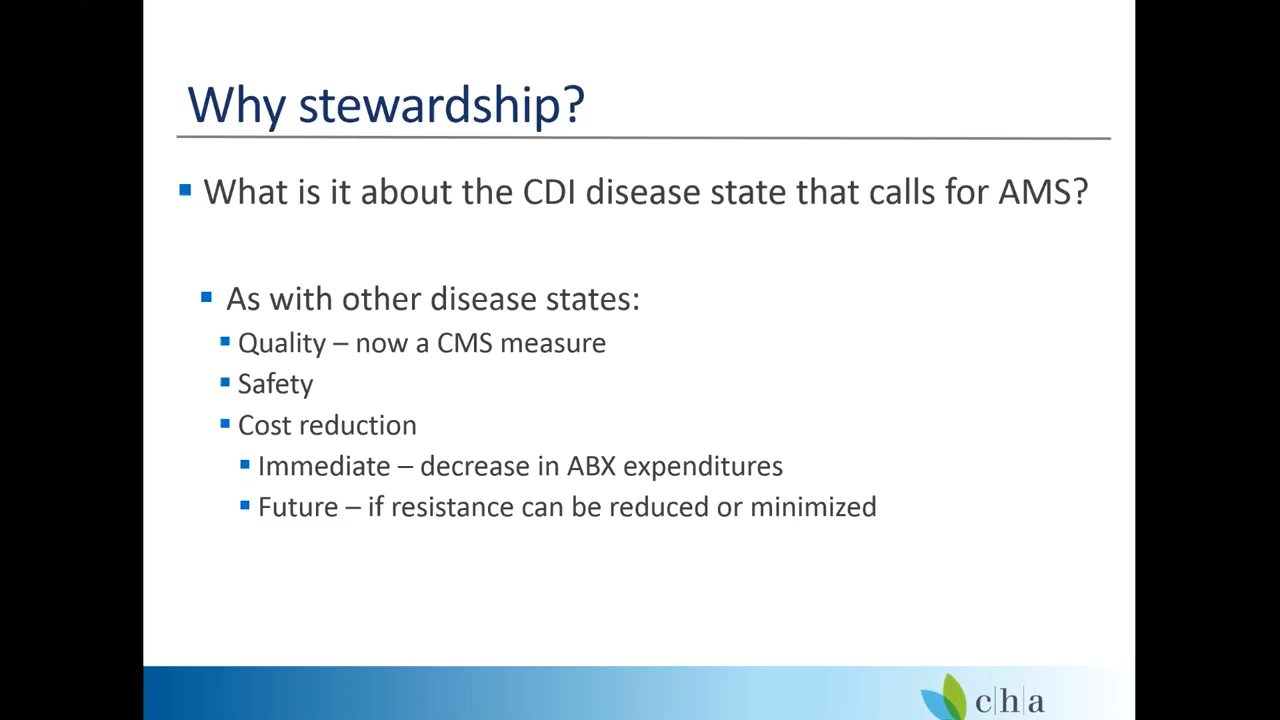 Why stewardship?
What is it about the CDI disease state that calls for AMS?
As with other disease states:
Quality – now a CMS measure
Safety
Cost reduction
Immediate – decrease in ABX expenditures
Future – if resistance can be reduced or minimized
c|h|a